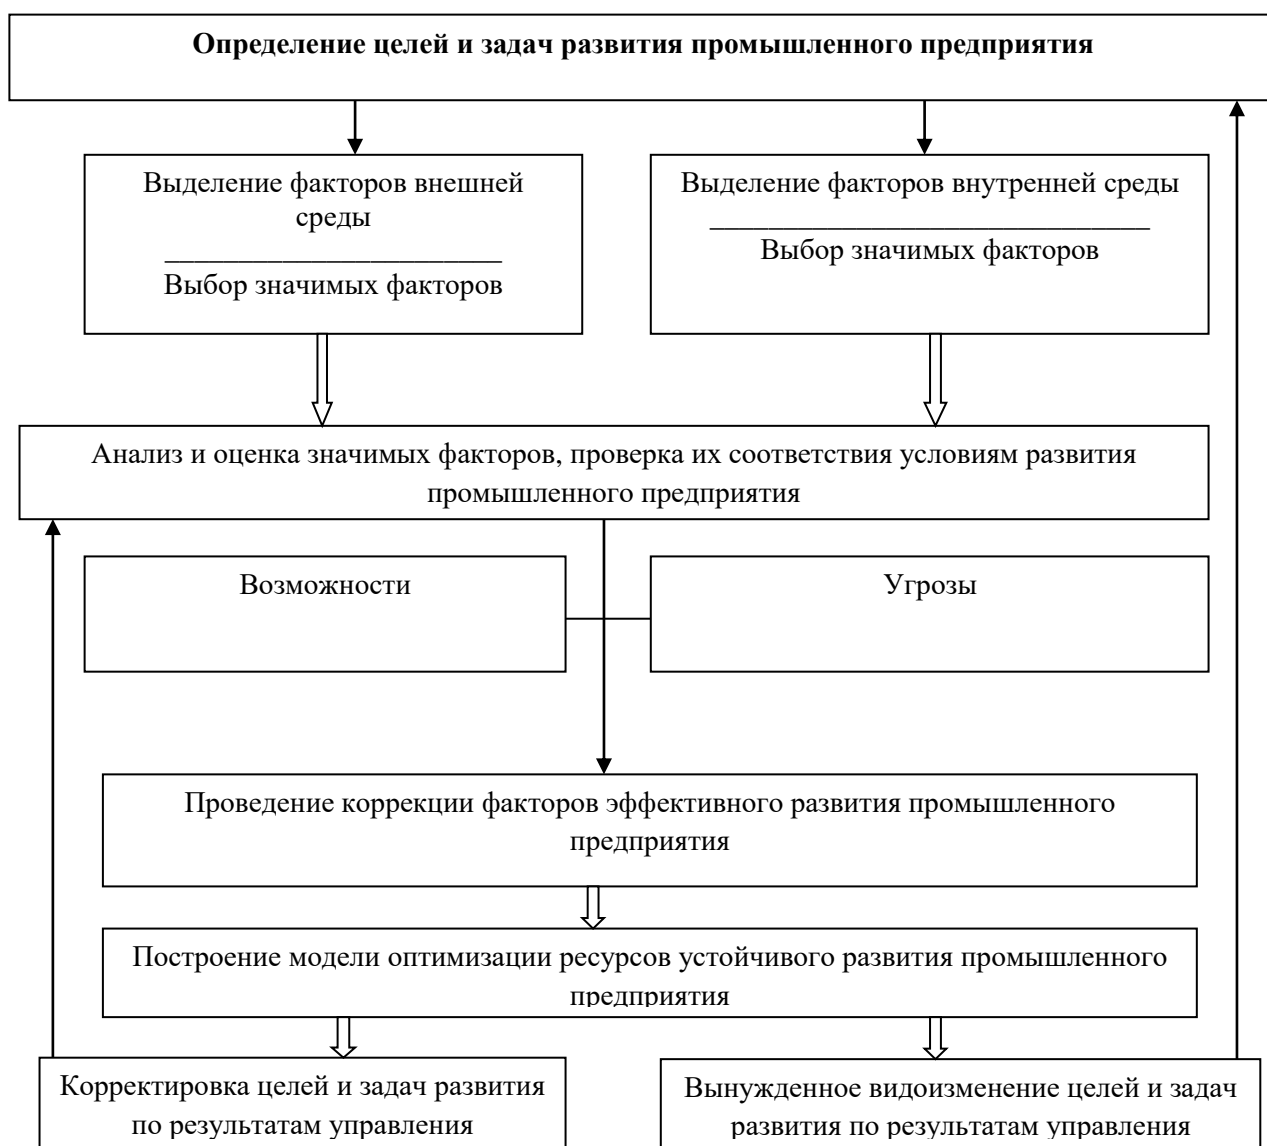 Определение целей и задач развития промышленного предприятия
Выделение факторов внешней
среды
_______________________
Выбор значимых факторов
Выделение факторов внутренней среды
______________________________
Выбор значимых факторов
Анализ и оценка значимых факторов, проверка их соответствия условиям развития
промышленного предприятия
Возможности
Угрозы
Проведение коррекции факторов эффективного развития промышленного
предприятия
Построение модели оптимизации ресурсов устойчивого развития промышленного
предприятия
Корректировка целей и задач развития
по результатам управления
Вынужденное видоизменение целей и задач
развития по результатам управления